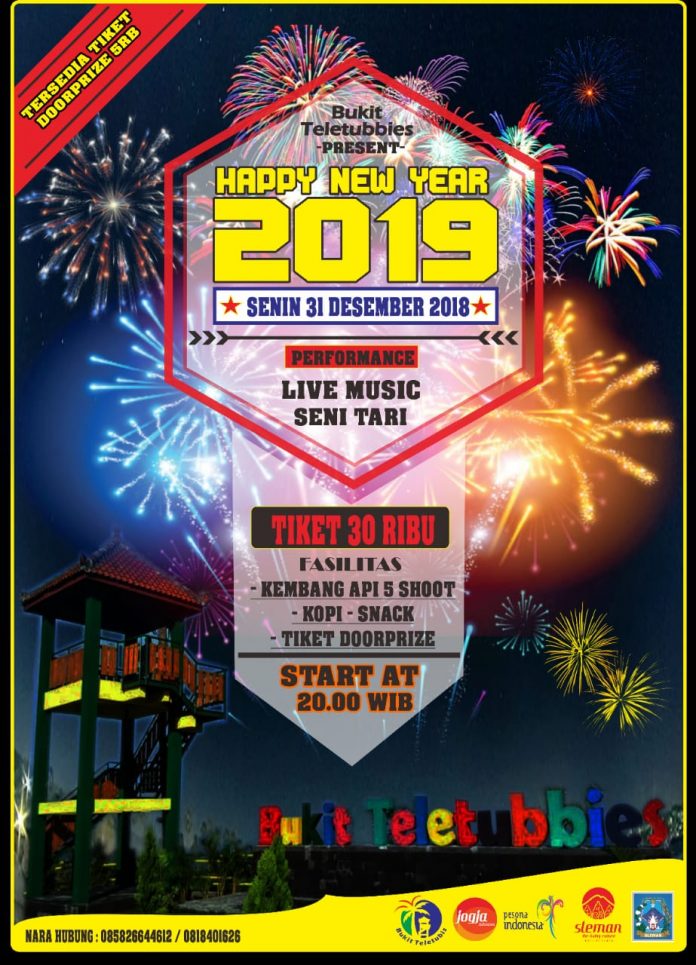 TERSEDIA TIKET
DOORPRIZE 5RB
Bukit
Teletubbies
-PRESENT-
HAPPY NEW YEAR
2019
SENIN 31 DESEMBER 2018
PERFORMANCE
LIVE MUSIC
SENI TARI
TIKET 30 RIBU
FASILITAS
- KEMBANG API 5 SHOOT
- KOPI - SNACK
- TIKET DOORPRIZE
START AT
20.00 WIB
Bukit Teletubbies
NARA HUBUNG : 085826644612 / 0818401626
Bukit Teletubis
jogja
pesona
indonesia
sleman
SLEMAN